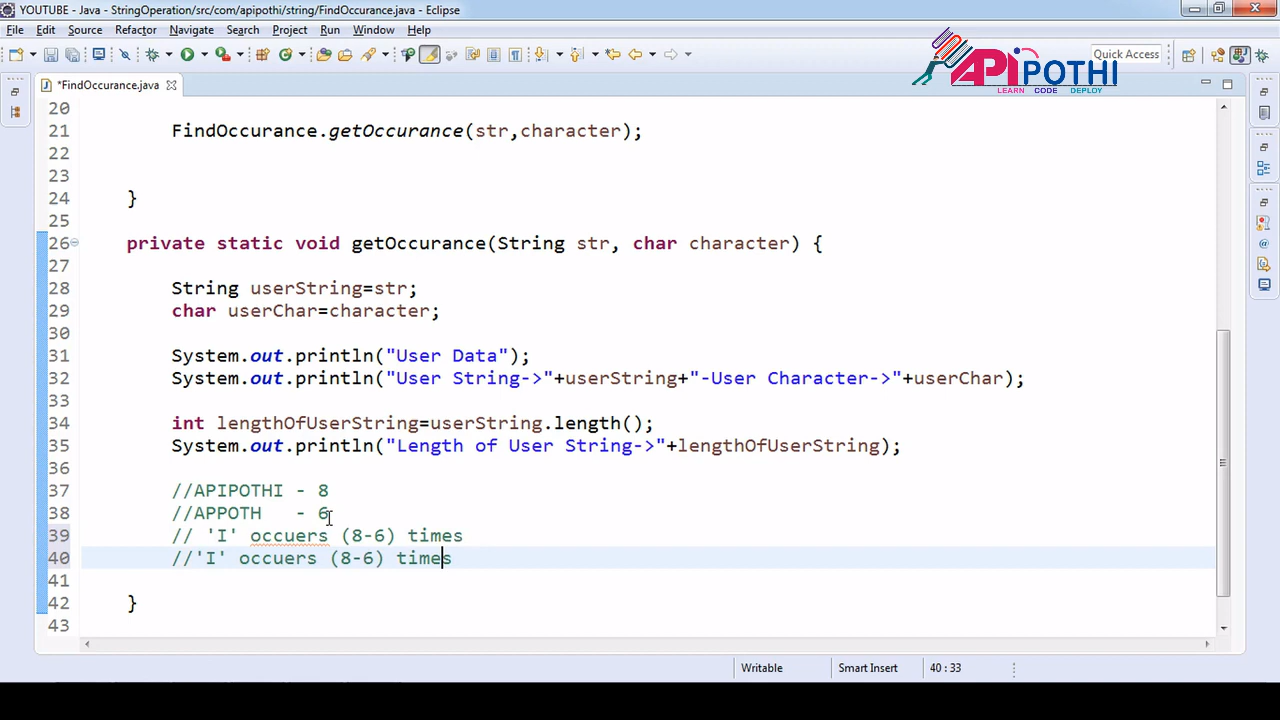 YOUTUBE - Java - StringOperation/src/com/apipothi/string/FindOccurance.java - Eclipse
File Edit Source Refactor Navigate Search Project Run Window Help
Quick Access
APIPOTHI
LEARN CODE DEPLOY
*FindOccurance.java
20
21 FindOccurance.getOccurance(str,character);
22
23
24 }
25
26 private static void getOccurance(String str, char character) {
27
28 String userString=str;
29 char userChar=character;
30
31 System.out.println("User Data");
32 System.out.println("User String->"+userString+"-User Character->"+userChar);
33
34 int lengthOfUserString=userString.length();
35 System.out.println("Length of User String->"+lengthOfUserString);
36
37 //APIPOTHI - 8
38 //APPOTH - 6
39 // 'I' occuers (8-6) times
40 //'I' occuers (8-6) times
41
42 }
43
Writable Smart Insert 40 : 33